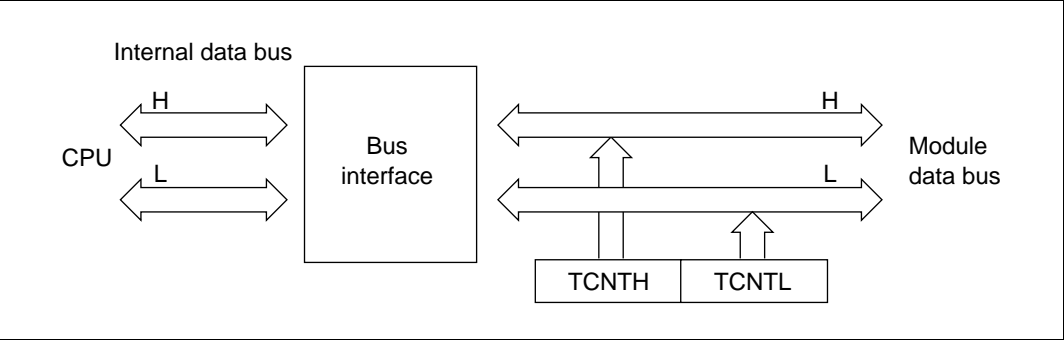 Internal data bus
H
H
CPU
Bus
interface
Module
data bus
L
L
TCNTH
TCNTL